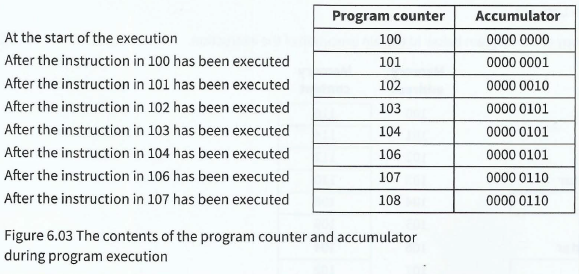 Program counter Accumulator
At the start of the execution 100 0000 0000
After the instruction in 100 has been executed 101 0000 0001
After the instruction in 101 has been executed 102 0000 0010
After the instruction in 102 has been executed 103 0000 0101
After the instruction in 103 has been executed 104 0000 0101
After the instruction in 104 has been executed 106 0000 0101
After the instruction in 106 has been executed 107 0000 0110
After the instruction in 107 has been executed 108 0000 0110
Figure 6.03 The contents of the program counter and accumulator
during program execution